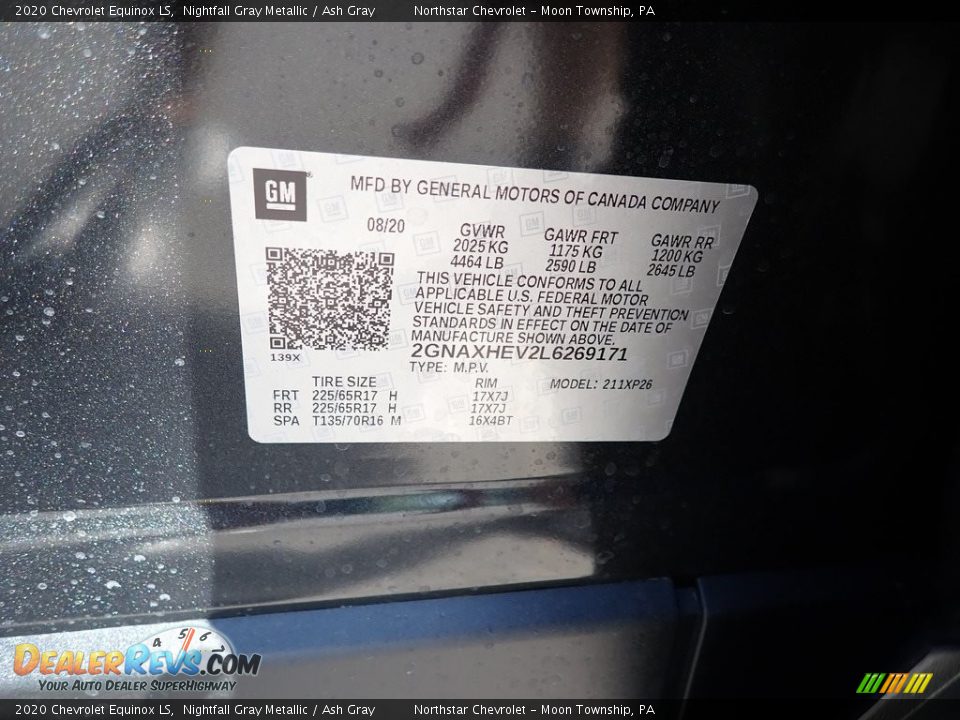 2020 Chevrolet Equinox LS, Nightfall Gray Metallic / Ash Gray Northstar Chevrolet - Moon Township, PA
GM
MFD BY GENERAL MOTORS OF CANADA COMPANY
08/20
GVWR
2025 KG
4464 LB
GAWR FRT
1175 KG
2590 LB
GAWR RR
1200 KG
2645 LB
THIS VEHICLE CONFORMS TO ALL
APPLICABLE U.S. FEDERAL MOTOR
VEHICLE SAFETY AND THEFT PREVENTION
STANDARDS IN EFFECT ON THE DATE OF
MANUFACTURE SHOWN ABOVE.
139X
2GNAXHEV2L6269171
TYPE: M.P.V.
TIRE SIZE RIM MODEL: 211XP26
FRT 225/65R17 H 17X7J
RR 225/65R17 H 17X7J
SPA T135/70R16 M 16X4BT
4 5 6
DEALERREVS.COM
YOUR AUTO DEALER SUPERHIGHWAY
2020 Chevrolet Equinox LS, Nightfall Gray Metallic / Ash Gray Northstar Chevrolet - Moon Township, PA